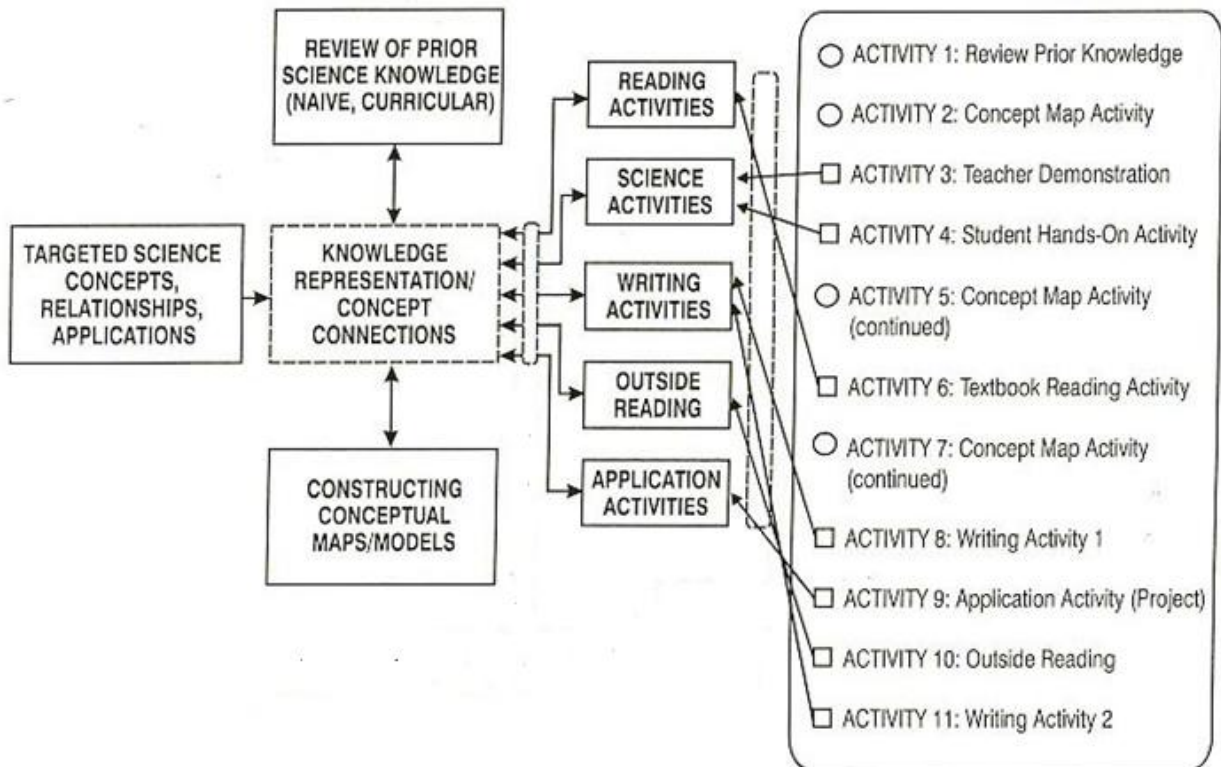 REVIEW OF PRIOR
SCIENCE KNOWLEDGE
(NAIVE, CURRICULAR)
TARGETED SCIENCE
CONCEPTS,
RELATIONSHIPS,
APPLICATIONS
KNOWLEDGE
REPRESENTATION/
CONCEPT
CONNECTIONS
CONSTRUCTING
CONCEPTUAL
MAPS/MODELS
READING
ACTIVITIES
SCIENCE
ACTIVITIES
WRITING
ACTIVITIES
OUTSIDE
READING
APPLICATION
ACTIVITIES
ACTIVITY 1: Review Prior Knowledge
ACTIVITY 2: Concept Map Activity
ACTIVITY 3: Teacher Demonstration
ACTIVITY 4: Student Hands-On Activity
ACTIVITY 5: Concept Map Activity
(continued)
ACTIVITY 6: Textbook Reading Activity
ACTIVITY 7: Concept Map Activity
(continued)
ACTIVITY 8: Writing Activity 1
ACTIVITY 9: Application Activity (Project)
ACTIVITY 10: Outside Reading
ACTIVITY 11: Writing Activity 2